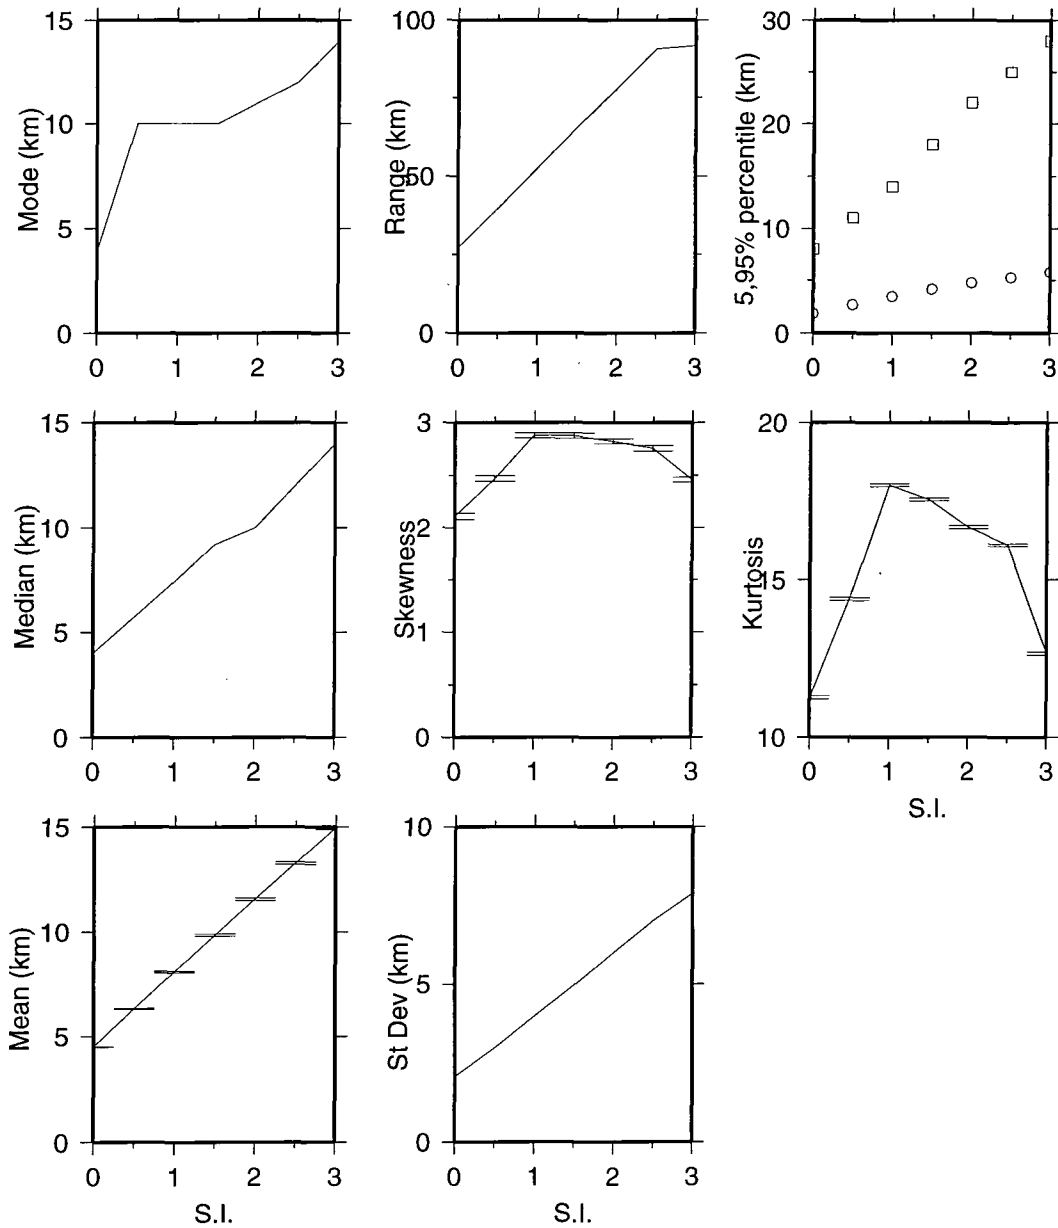 15
10
5
0
Mode (km)
0 1 2 3
100
50
0
Range (km)
0 1 2 3
30
20
10
0
5,95% percentile (km)
0 1 2 3
15
10
5
0
Median (km)
0 1 2 3
3
2
1
0
Skewness
0 1 2 3
20
15
10
Kurtosis
0 1 2 3
S.I.
15
10
5
0
Mean (km)
0 1 2 3
S.I.
10
5
0
St Dev (km)
0 1 2 3
S.I.